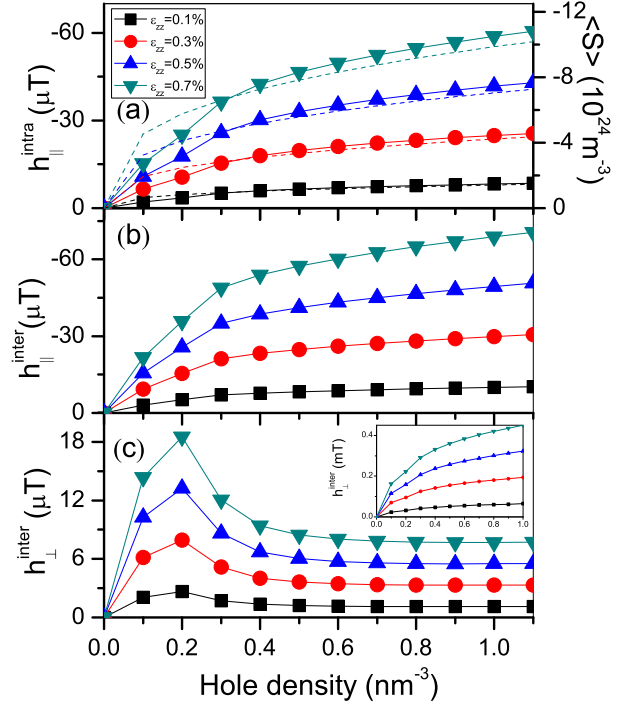 ε_zz=0.1%
ε_zz=0.3%
ε_zz=0.5%
ε_zz=0.7%
(a)
-60
-30
0
h_||^intra (μT)
-12
-8
-4
0
<S> (10^24 m^-3)
(b)
-60
-30
0
h_||^inter (μT)
(c)
18
12
6
0
h_⊥^inter (μT)
0.4
0.2
0.0
h_⊥^inter (mT)
0.0 0.2 0.4 0.6 0.8 1.0
0.0 0.2 0.4 0.6 0.8 1.0
Hole density (nm^-3)